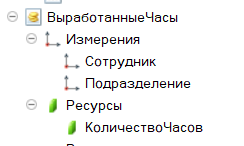 ВыработанныеЧасы
Измерения
Сотрудник
Подразделение
Ресурсы
КоличествоЧасов